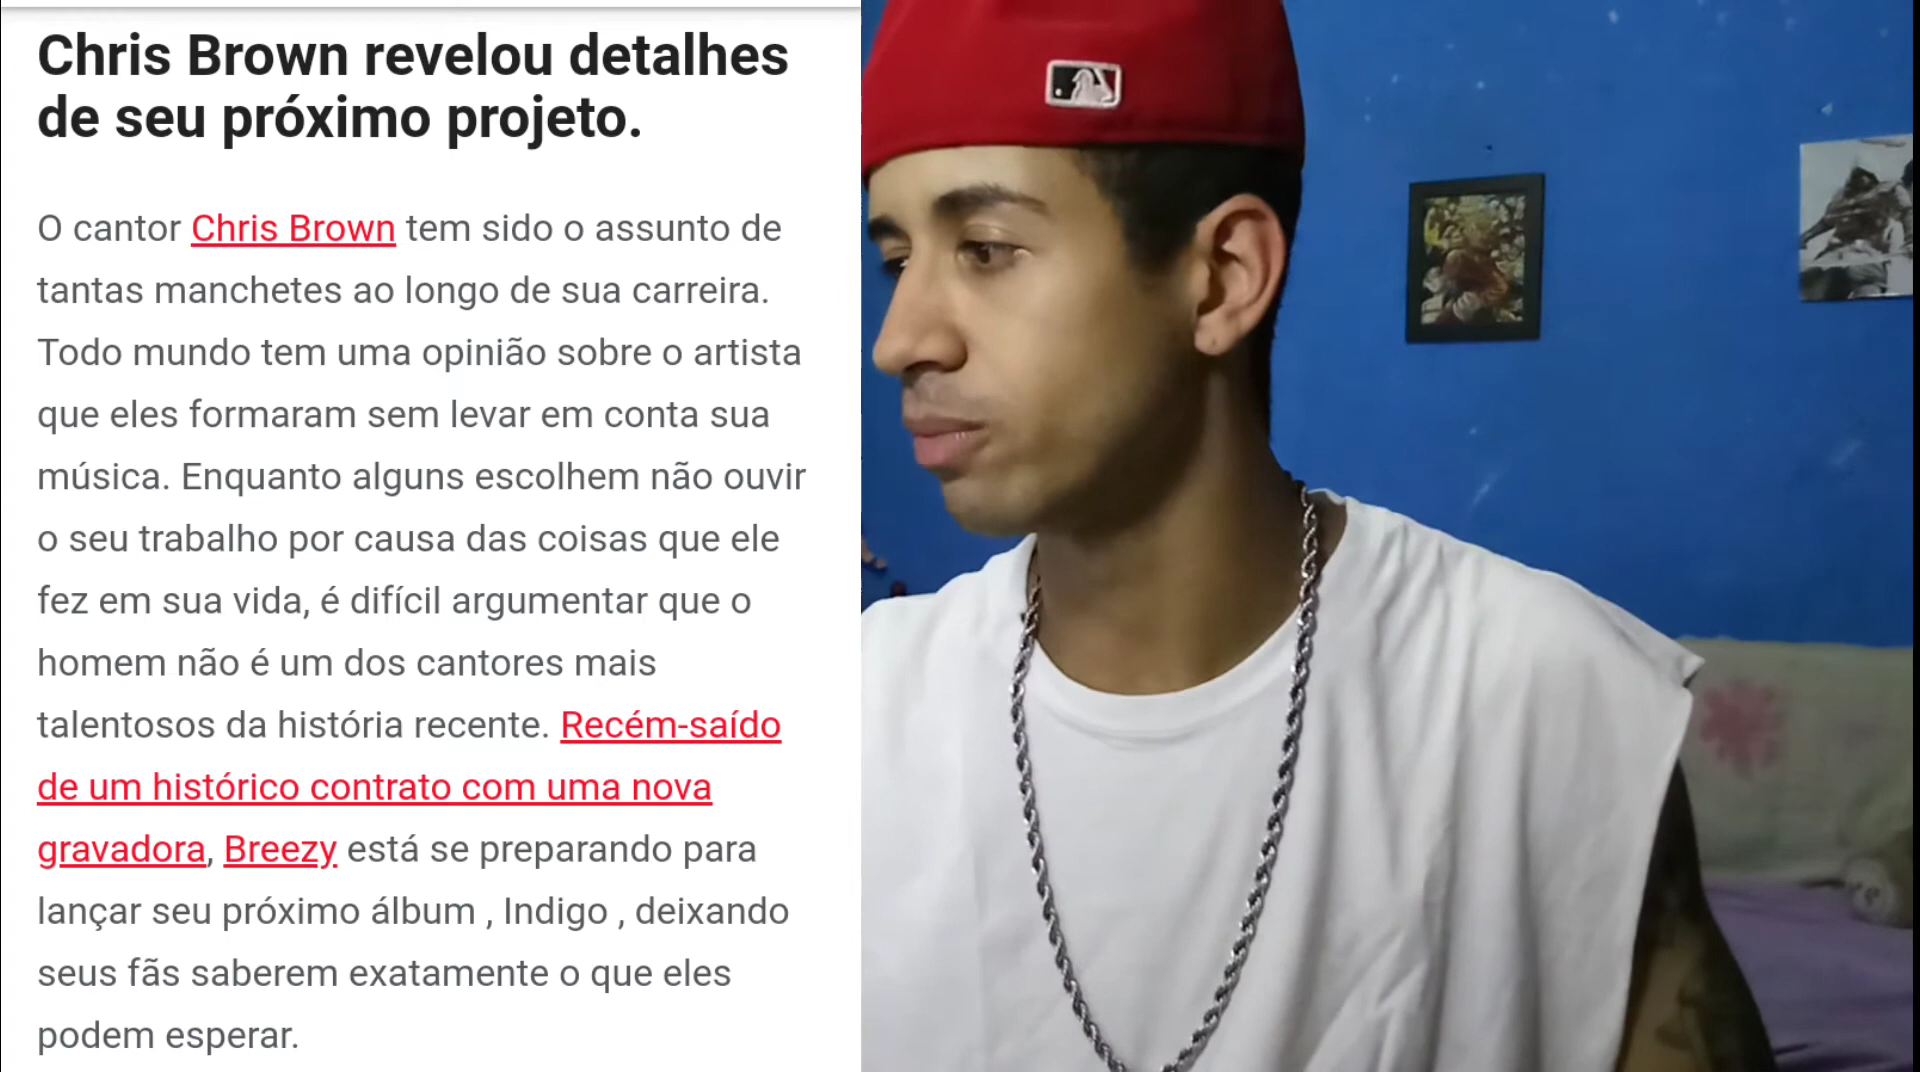 Chris Brown revelou detalhes
de seu próximo projeto.
O cantor Chris Brown tem sido o assunto de
tantas manchetes ao longo de sua carreira.
Todo mundo tem uma opinião sobre o artista
que eles formaram sem levar em conta sua
música. Enquanto alguns escolhem não ouvir
o seu trabalho por causa das coisas que ele
fez em sua vida, é difícil argumentar que o
homem não é um dos cantores mais
talentosos da história recente. Recém-saído
de um histórico contrato com uma nova
gravadora, Breezy está se preparando para
lançar seu próximo álbum , Indigo , deixando
seus fãs saberem exatamente o que eles
podem esperar.